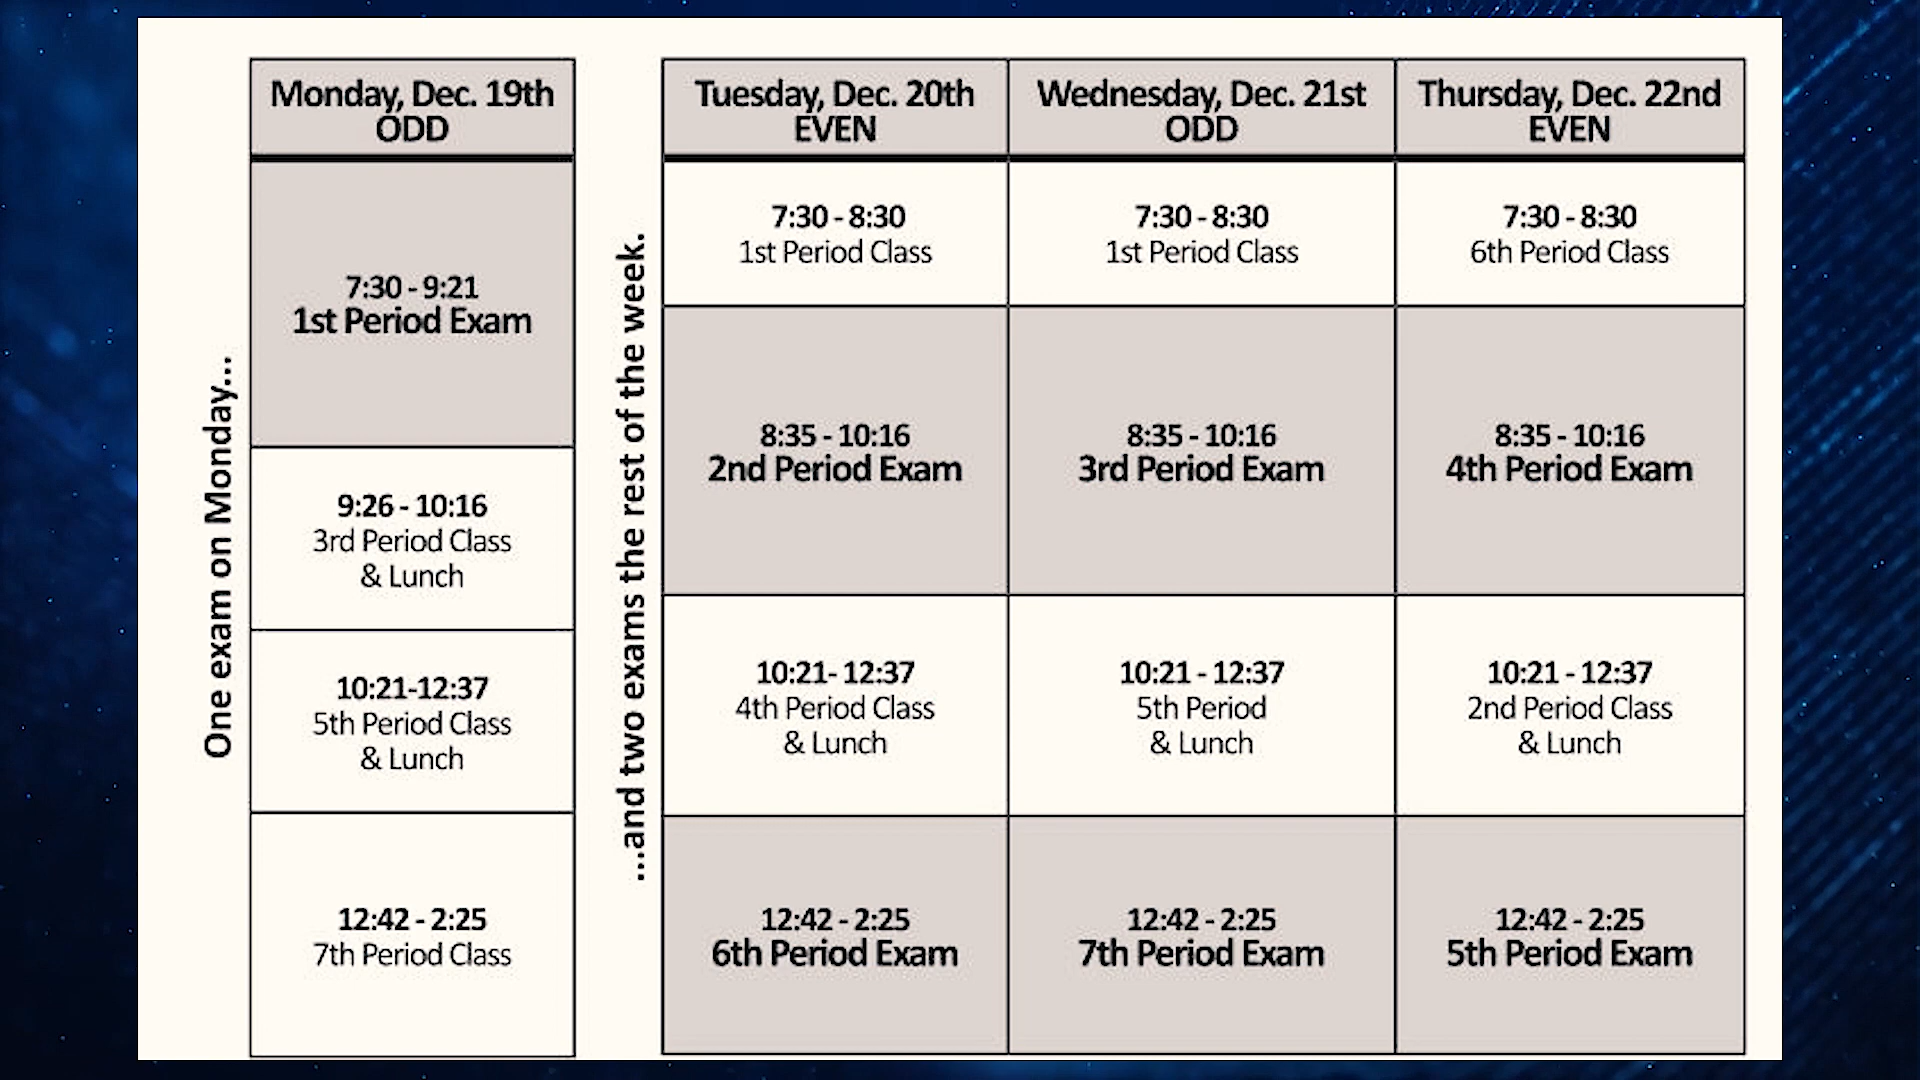 One exam on Monday...
Monday, Dec. 19th
ODD
7:30 - 9:21
1st Period Exam
9:26 - 10:16
3rd Period Class
& Lunch
10:21-12:37
5th Period Class
& Lunch
12:42 - 2:25
7th Period Class
...and two exams the rest of the week.
Tuesday, Dec. 20th
EVEN
7:30 - 8:30
1st Period Class
8:35 - 10:16
2nd Period Exam
10:21- 12:37
4th Period Class
& Lunch
12:42 - 2:25
6th Period Exam
Wednesday, Dec. 21st
ODD
7:30 - 8:30
1st Period Class
8:35 - 10:16
3rd Period Exam
10:21 - 12:37
5th Period
& Lunch
12:42 - 2:25
7th Period Exam
Thursday, Dec. 22nd
EVEN
7:30 - 8:30
6th Period Class
8:35 - 10:16
4th Period Exam
10:21 - 12:37
2nd Period Class
& Lunch
12:42 - 2:25
5th Period Exam